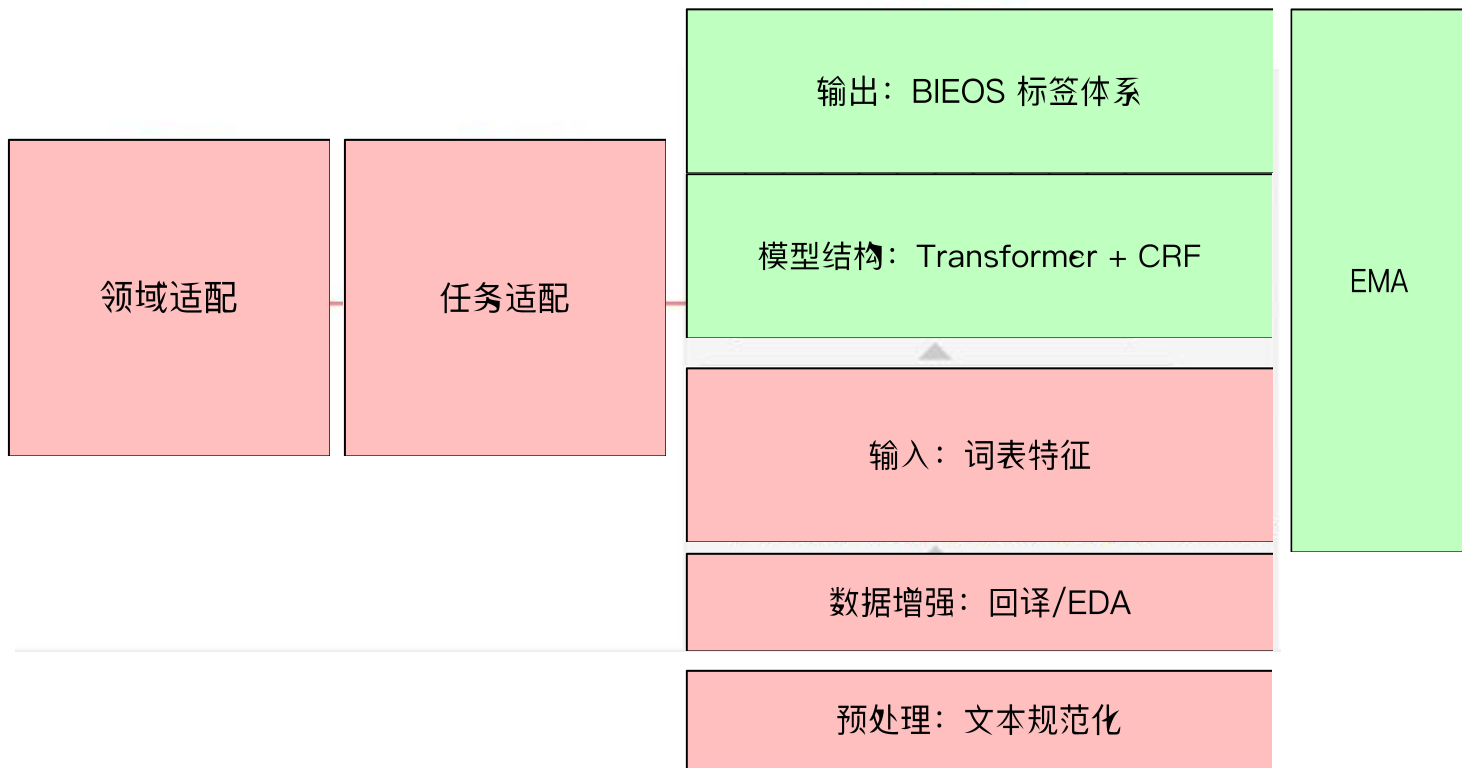 输出：BIEOS 标签体系
模型结构：Transformer + CRF
EMA
领域适配
任务适配
输入：词表特征
数据增强：回译/EDA
预处理：文本规范化